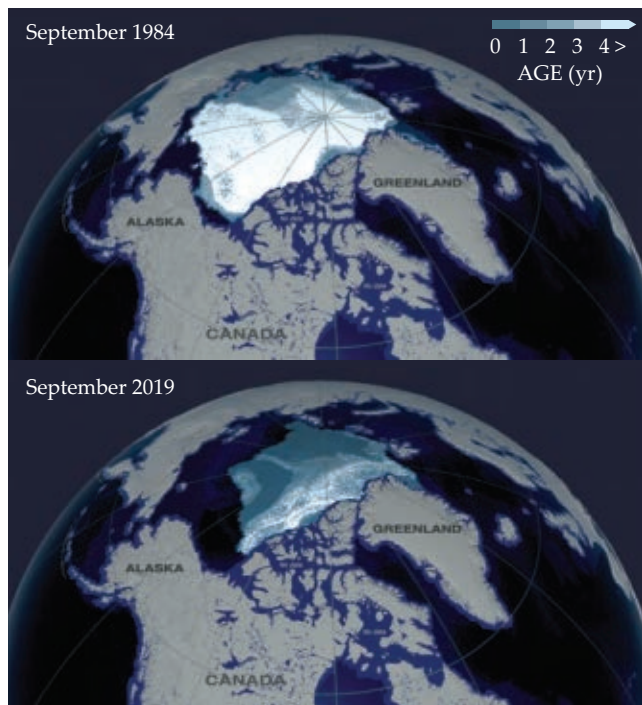 September 1984
0 1 2 3 4 >
AGE (yr)
GREENLAND
ALASKA
CANADA
September 2019
GREENLAND
ALASKA
CANADA